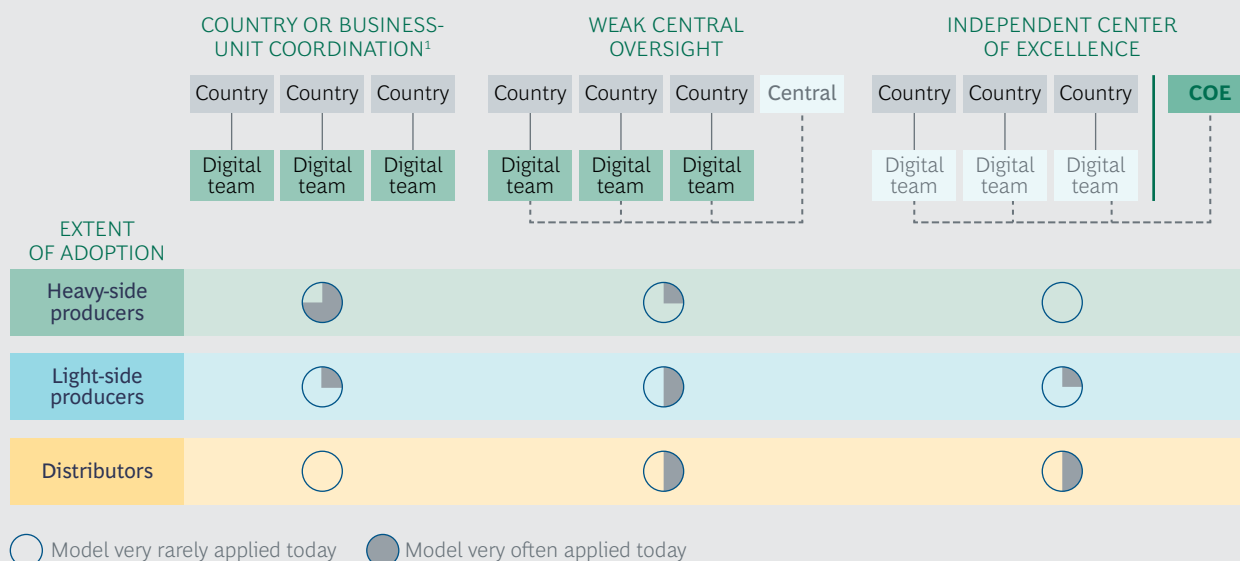 COUNTRY OR BUSINESS-
UNIT COORDINATION¹
WEAK CENTRAL
OVERSIGHT
INDEPENDENT CENTER
OF EXCELLENCE
Country Country Country
Country Country Country Central
Country Country Country COE
Digital
team
Digital
team
Digital
team
Digital
team
Digital
team
Digital
team
Digital
team
Digital
team
Digital
team
EXTENT
OF ADOPTION
Heavy-side
producers
Light-side
producers
Distributors
Model very rarely applied today
Model very often applied today